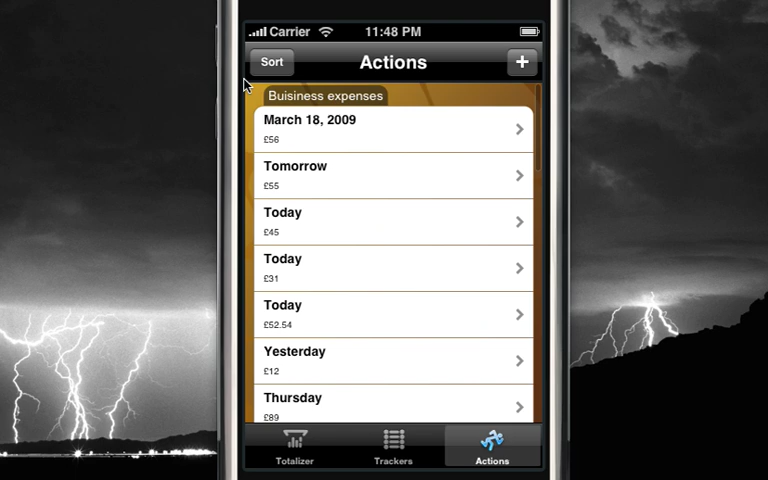 Carrier 11:48 PM
Sort Actions +
Buisiness expenses
March 18, 2009
£56
Tomorrow
£55
Today
£45
Today
£31
Today
£52.54
Yesterday
£12
Thursday
£89
Totalizer Trackers Actions